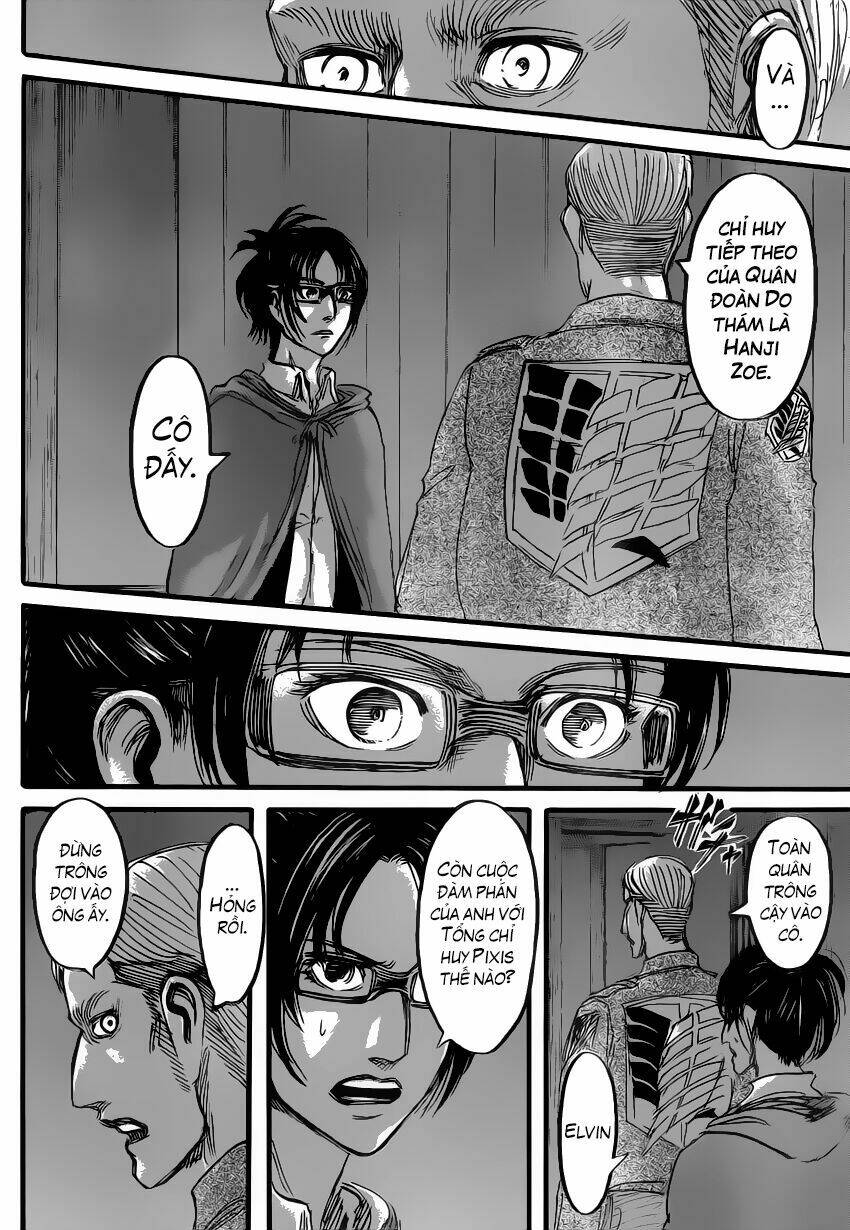 VÀ
...
CHỈ HUY
TIẾP THEO
CỦA QUÂN
ĐOÀN DO
THÁM LÀ
HANJI
ZOE.
CÔ
ĐẤY.
TOÀN
QUÂN
TRÔNG
CẬY VÀO
CÔ.
ELVIN
CÒN CUỘC
ĐÀM PHÁN
CỦA ANH VỚI
TỔNG CHỈ
HUY PIXIS
THẾ NÀO?
...
HỎNG
RỒI.
ĐỪNG
TRÔNG
ĐỢI VÀO
ÔNG ẤY.